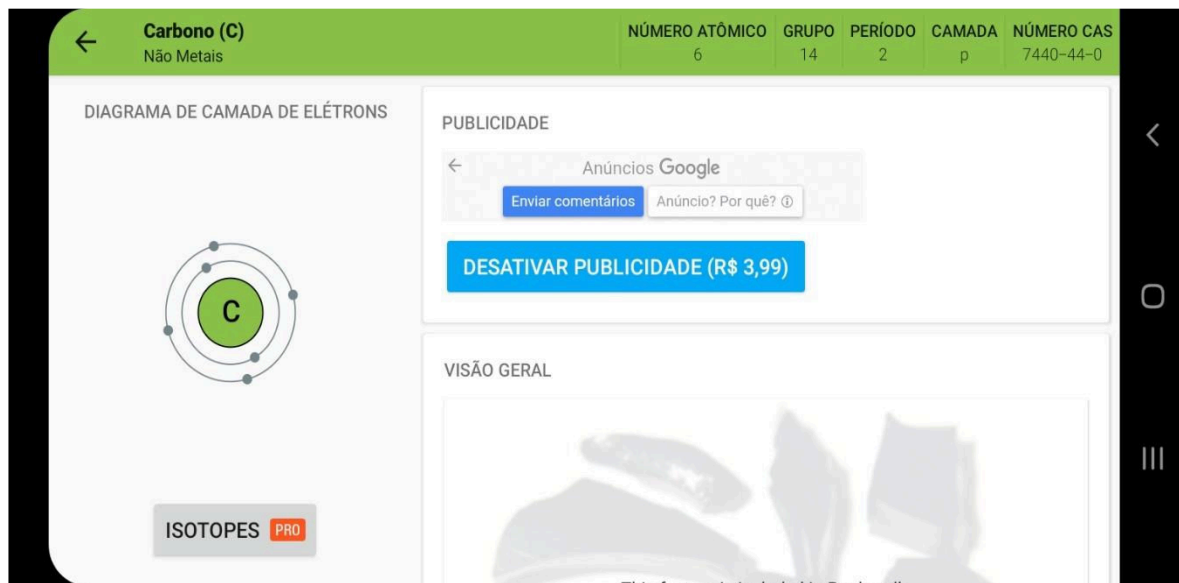 Carbono (C)
Não Metais
NÚMERO ATÔMICO
6
GRUPO
14
PERÍODO
2
CAMADA
p
NÚMERO CAS
7440-44-0
DIAGRAMA DE CAMADA DE ELÉTRONS
C
ISOTOPES PRO
PUBLICIDADE
Anúncios Google
Enviar comentários
Anúncio? Por quê?
DESATIVAR PUBLICIDADE (R$ 3,99)
VISÃO GERAL